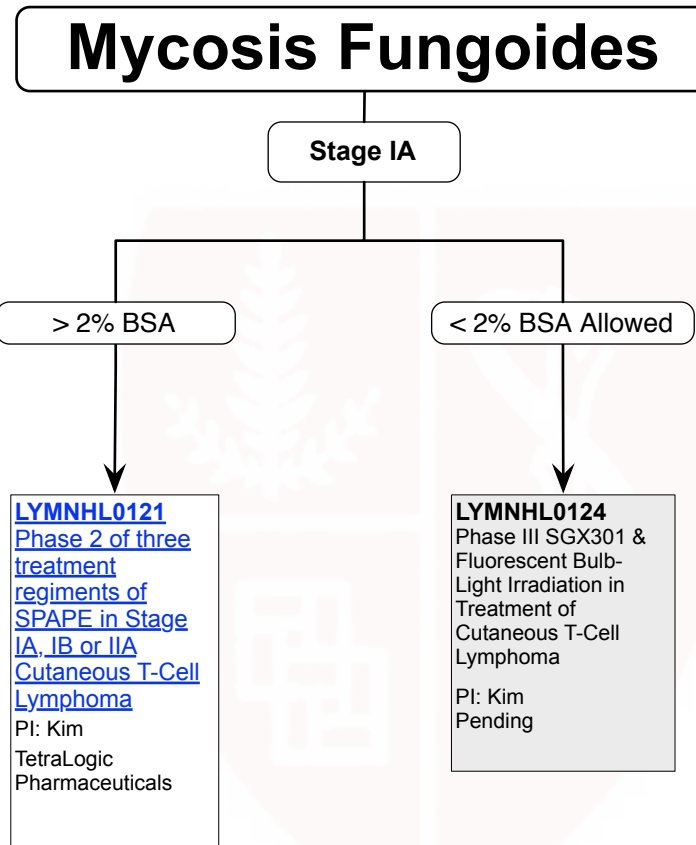 Mycosis Fungoides
Stage IA
> 2% BSA
< 2% BSA Allowed
LYMNHL0121
Phase 2 of three
treatment
regiments of
SPAPE in Stage
IA, IB or IIA
Cutaneous T-Cell
Lymphoma
PI: Kim
TetraLogic
Pharmaceuticals
LYMNHL0124
Phase III SGX301 &
Fluorescent Bulb-
Light Irradiation in
Treatment of
Cutaneous T-Cell
Lymphoma
PI: Kim
Pending